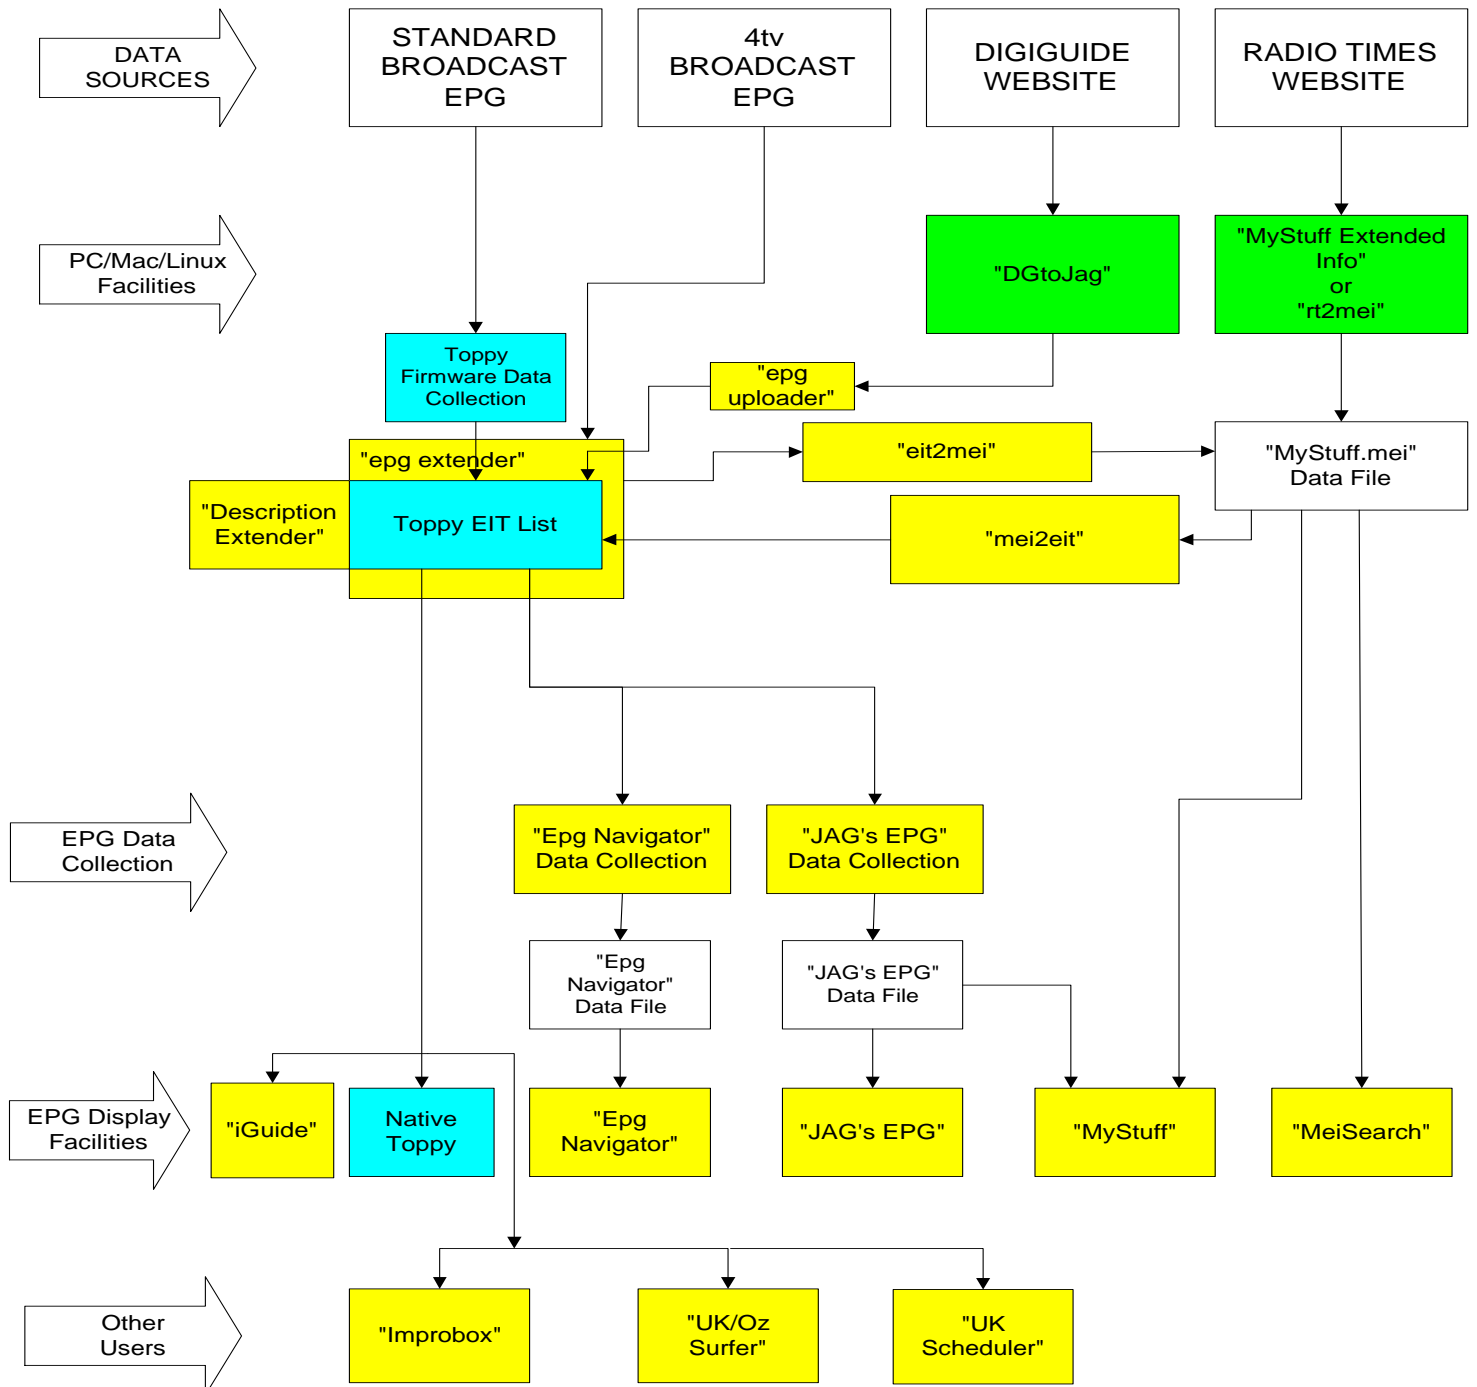 DATA
SOURCES
STANDARD
BROADCAST
EPG
4tv
BROADCAST
EPG
DIGIGUIDE
WEBSITE
RADIO TIMES
WEBSITE
PC/Mac/Linux
Facilities
"DGtoJag"
"MyStuff Extended
Info"
or
"rt2mei"
Toppy
Firmware Data
Collection
"epg
uploader"
"epg extender"
"eit2mei"
"MyStuff.mei"
Data File
"Description
Extender"
Toppy EIT List
"mei2eit"
EPG Data
Collection
"Epg Navigator"
Data Collection
"JAG's EPG"
Data Collection
"Epg
Navigator"
Data File
"JAG's EPG"
Data File
EPG Display
Facilities
"iGuide"
Native
Toppy
"Epg
Navigator"
"JAG's EPG"
"MyStuff"
"MeiSearch"
Other
Users
"Improbox"
"UK/Oz
Surfer"
"UK
Scheduler"